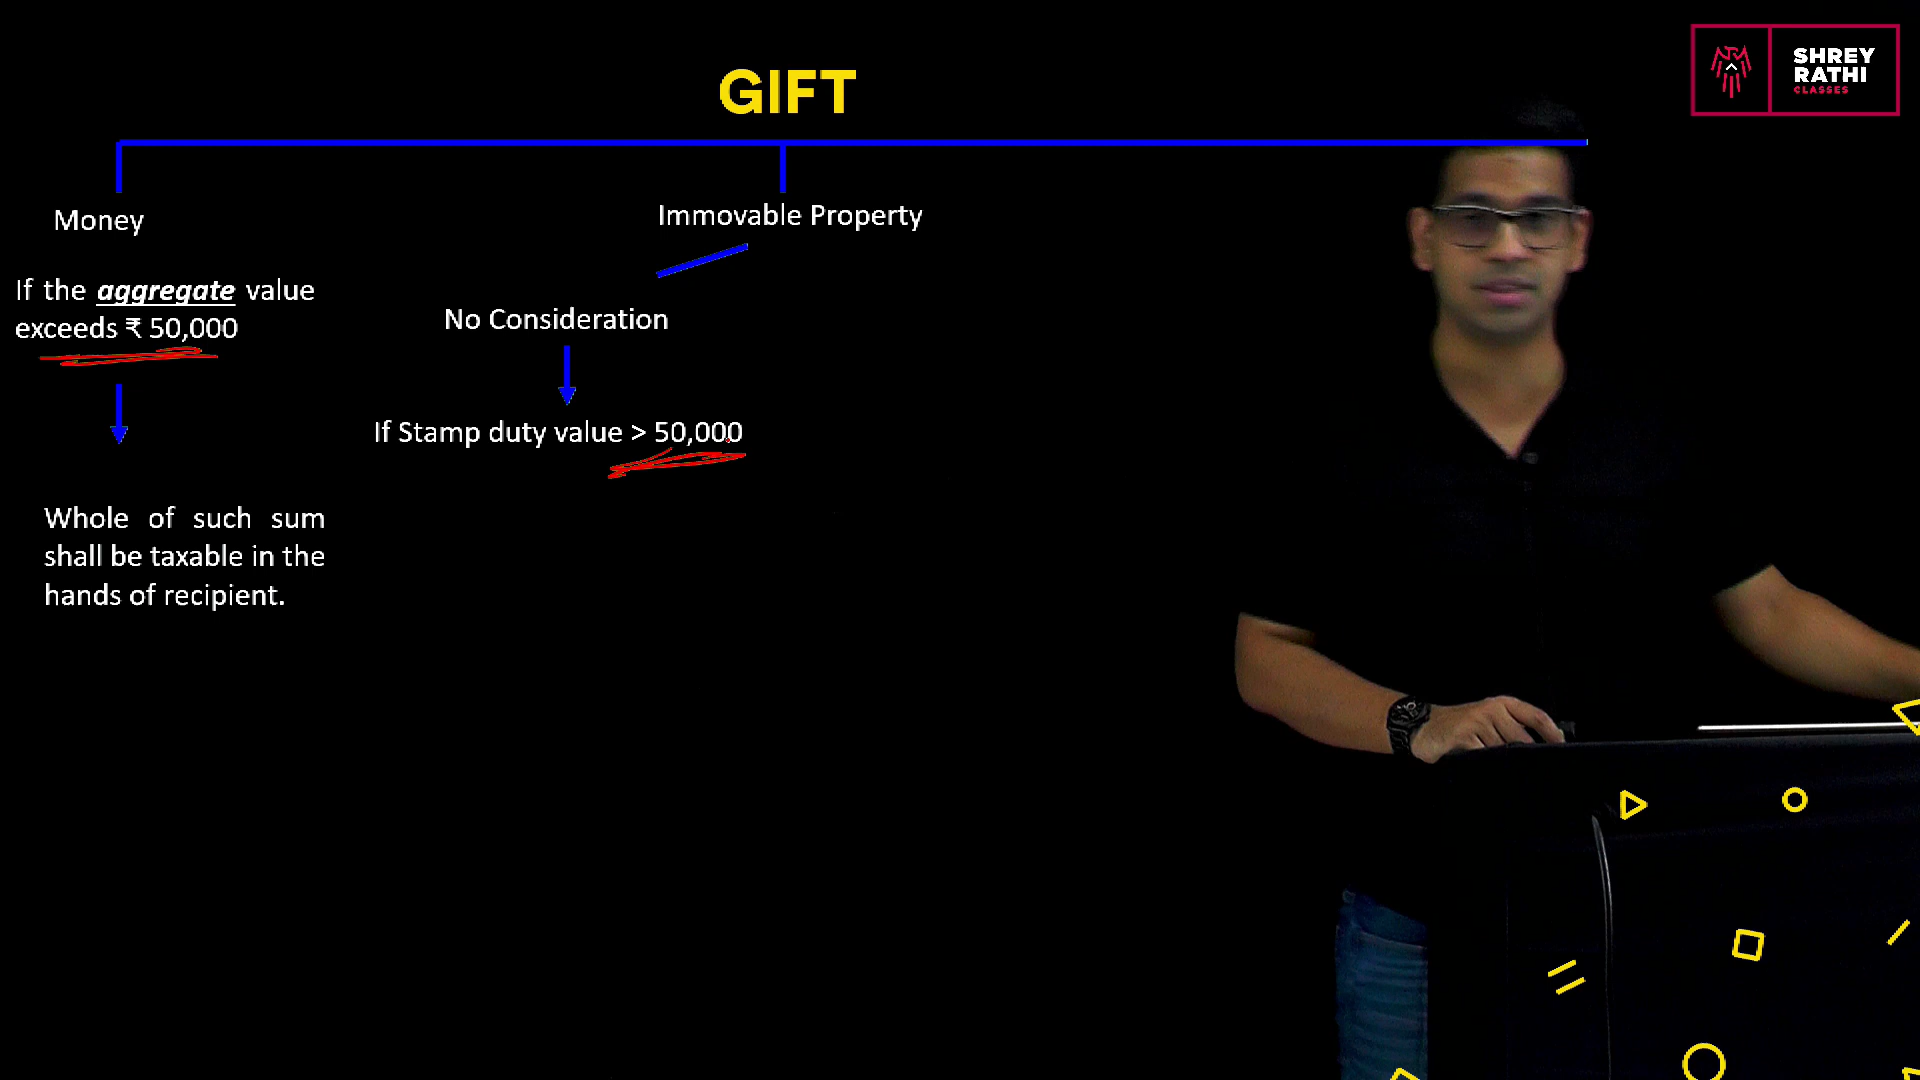 GIFT
SHREY
RATHI
CLASSES
Money
If the aggregate value
exceeds ₹ 50,000
Whole of such sum
shall be taxable in the
hands of recipient.
Immovable Property
No Consideration
If Stamp duty value > 50,000